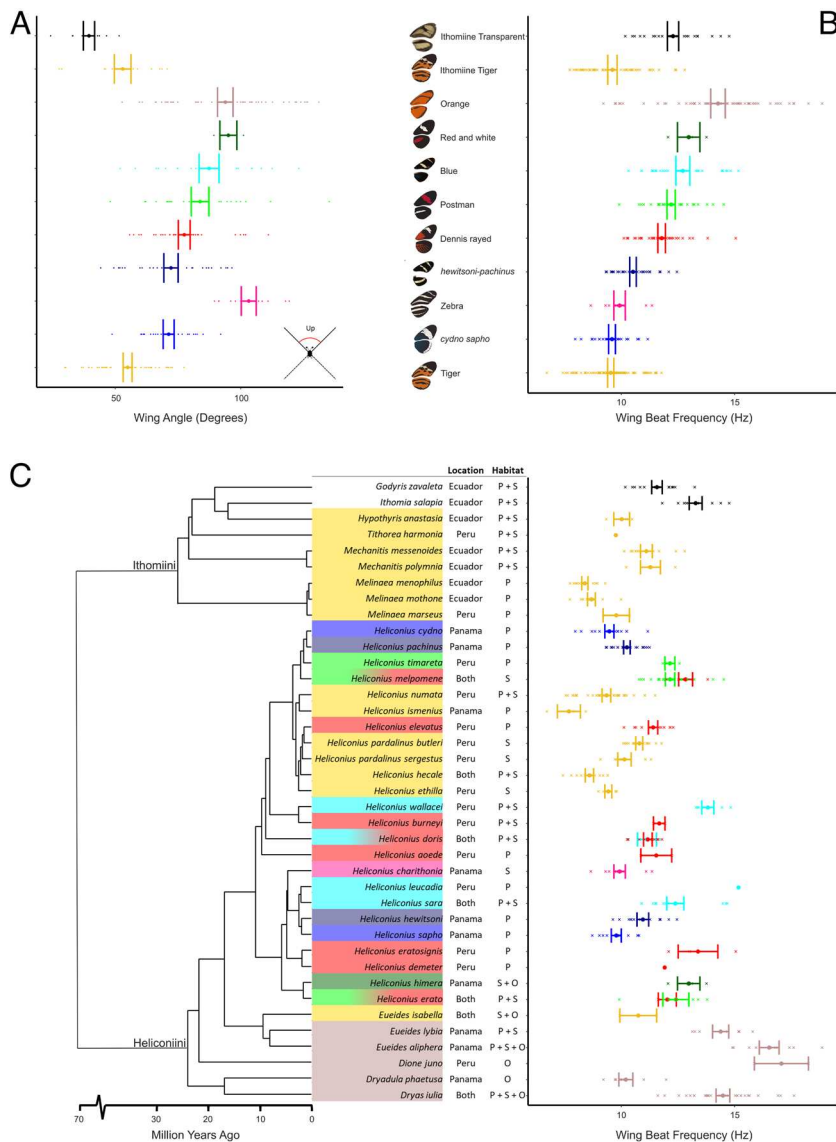 A
B
Ithomiine Transparent
Ithomiine Tiger
Orange
Red and white
Blue
Postman
Dennis rayed
hewitsoni-pachinus
Zebra
cydno sapho
Tiger
Up
50
100
Wing Angle (Degrees)
10
15
Wing Beat Frequency (Hz)
C
Location Habitat
Godyris zavaleta Ecuador P + S
Ithomia salapia Ecuador P + S
Hypothyris anastasia Ecuador P + S
Tithorea harmonia Peru P + S
Mechanitis messenoides Ecuador P + S
Mechanitis polymnia Ecuador P + S
Melinaea menophilus Ecuador P
Melinaea mothone Ecuador P
Melinaea marseus Peru P
Heliconius cydno Panama P
Heliconius pachinus Panama P
Heliconius timareta Peru P
Heliconius melpomene Both S
Heliconius numata Peru P + S
Heliconius ismenius Panama P
Heliconius elevatus Peru P
Heliconius pardalinus butleri Peru S
Heliconius pardalinus sergestus Peru S
Heliconius hecale Both P + S
Heliconius ethilla Peru S
Heliconius wallacei Peru P + S
Heliconius burneyi Peru P + S
Heliconius doris Both P + S
Heliconius aoede Peru P
Heliconius charithonia Panama S
Heliconius leucadia Peru P
Heliconius sara Both P + S
Heliconius hewitsoni Panama P
Heliconius sapho Panama P
Heliconius eratosignis Peru P
Heliconius demeter Peru P
Heliconius himera Panama S + O
Heliconius erato Both P + S
Eueides isabella Both S + O
Eueides lybia Panama P + S
Eueides aliphera Panama P + S + O
Dione juno Peru O
Dryadula phaetusa Panama O
Dryas iulia Both P + S + O
Ithomiini
Heliconiini
70
30
20
10
0
Million Years Ago
10
15
Wing Beat Frequency (Hz)